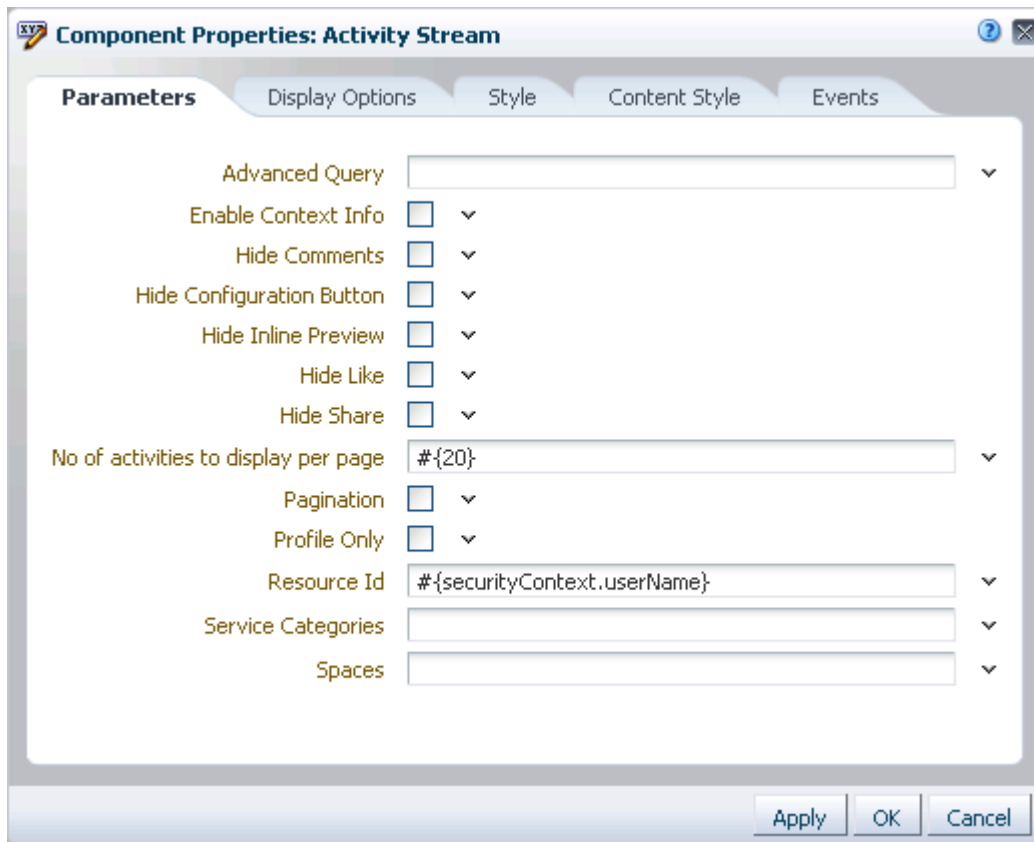 Component Properties: Activity Stream
Parameters Display Options Style Content Style Events
Advanced Query
Enable Context Info
Hide Comments
Hide Configuration Button
Hide Inline Preview
Hide Like
Hide Share
No of activities to display per page #{20}
Pagination
Profile Only
Resource Id #{securityContext.userName}
Service Categories
Spaces
Apply OK Cancel